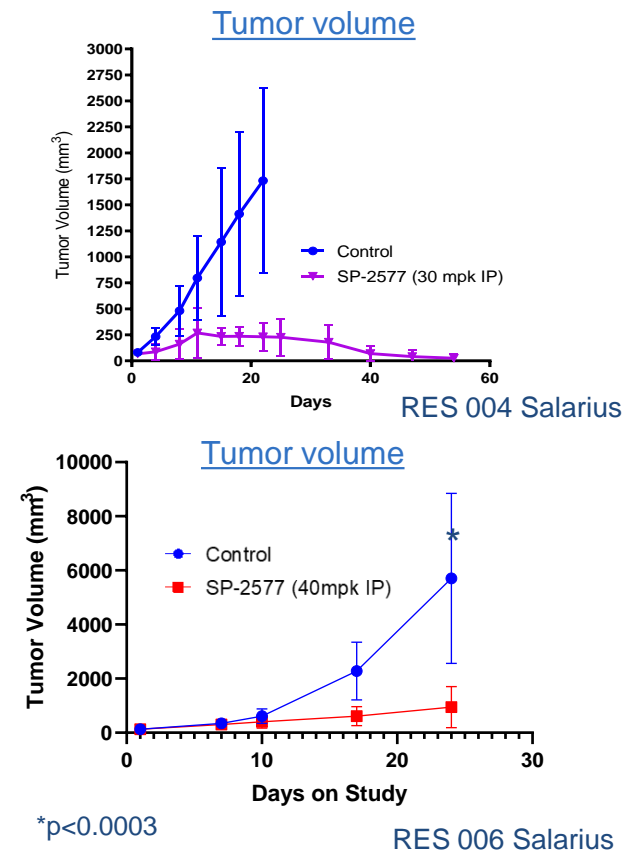 Tumor volume
Tumor Volume (mm3)
3000
2750
2500
2250
2000
1750
1500
1250
1000
750
500
250
0
Control
SP-2577 (30 mpk IP)
0 20 40 60
Days
RES 004 Salarius
Tumor volume
Tumor Volume (mm3)
10000
8000
6000
4000
2000
0
*
Control
SP-2577 (40mpk IP)
0 10 20 30
Days on Study
*p<0.0003
RES 006 Salarius